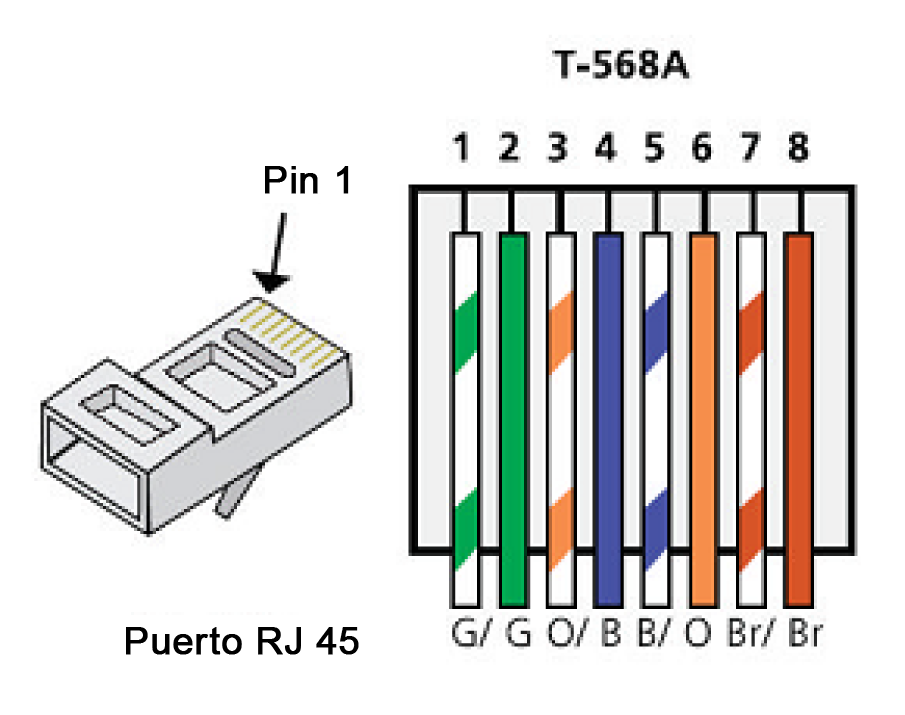 T-568A
1 2 3 4 5 6 7 8
Pin 1
G/ G O/ B B/ O Br/ Br
Puerto RJ 45